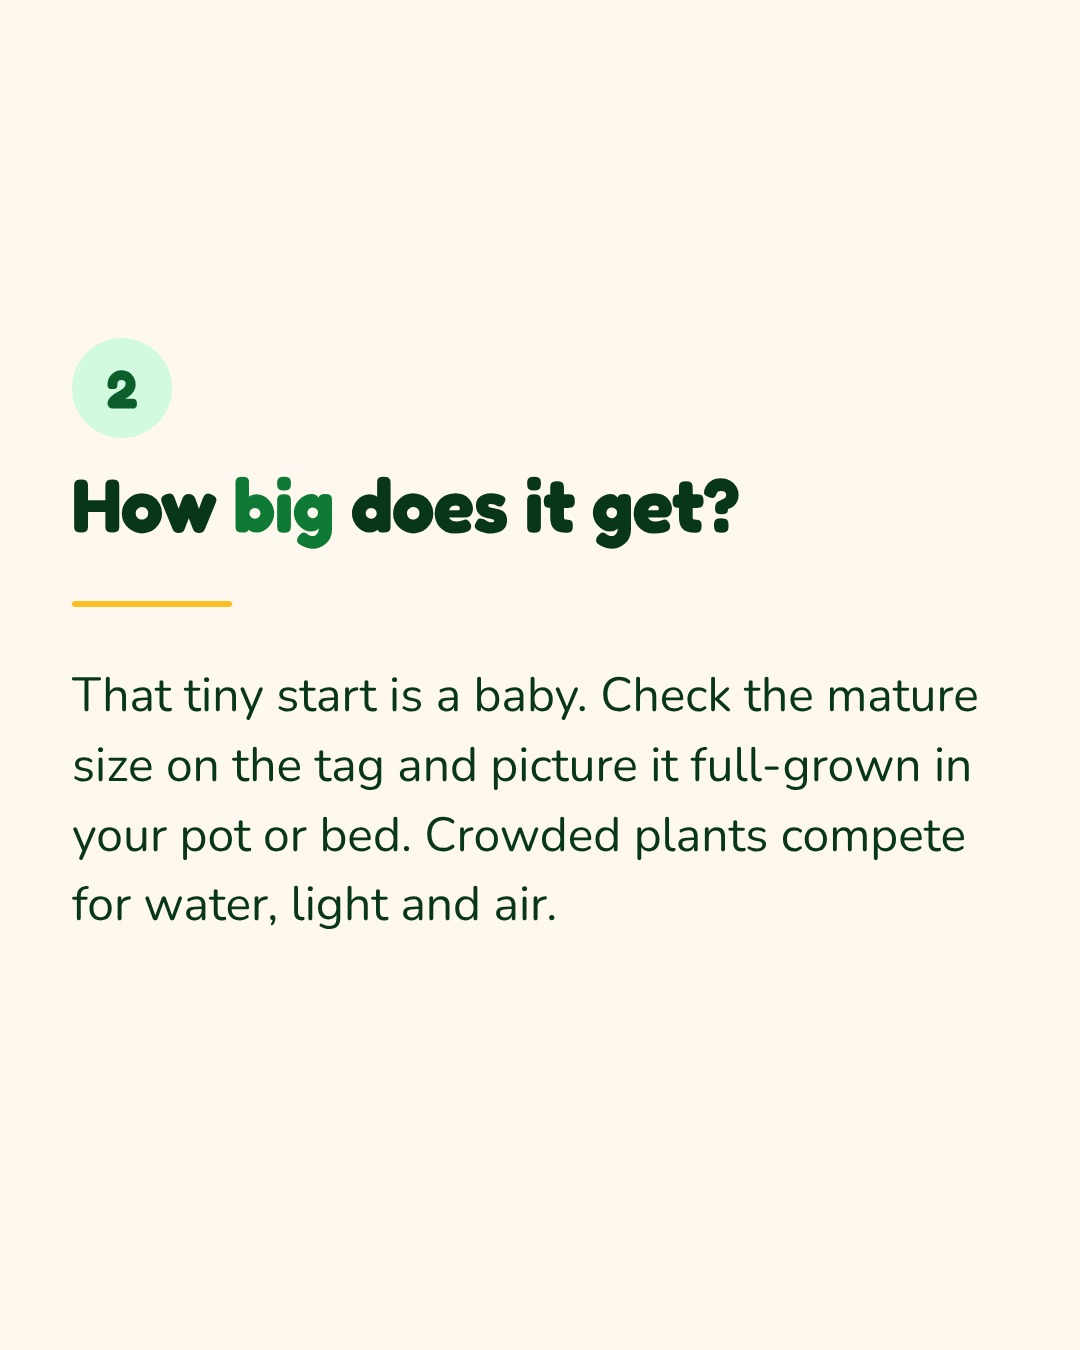 2
How big does it get?
That tiny start is a baby. Check the mature
size on the tag and picture it full-grown in
your pot or bed. Crowded plants compete
for water, light and air.